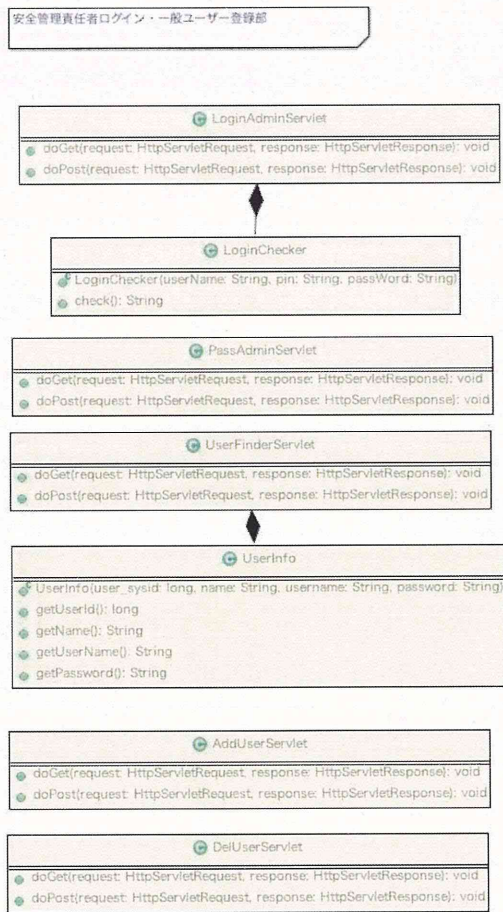 安全管理責任者ログイン・一般ユーザー登録部
LoginAdminServlet
doGet(request: HttpServletRequest, response: HttpServletResponse): void
doPost(request: HttpServletRequest, response: HttpServletResponse): void
LoginChecker
LoginChecker(userName: String, pin: String, passWord: String)
check(): String
PassAdminServlet
doGet(request: HttpServletRequest, response: HttpServletResponse): void
doPost(request: HttpServletRequest, response: HttpServletResponse): void
UserFinderServlet
doGet(request: HttpServletRequest, response: HttpServletResponse): void
doPost(request: HttpServletRequest, response: HttpServletResponse): void
UserInfo
UserInfo(user_sysid: long, name: String, username: String, password: String)
getUserId(): long
getName(): String
getUserName(): String
getPassword(): String
AddUserServlet
doGet(request: HttpServletRequest, response: HttpServletResponse): void
doPost(request: HttpServletRequest, response: HttpServletResponse): void
DelUserServlet
doGet(request: HttpServletRequest, response: HttpServletResponse): void
doPost(request: HttpServletRequest, response: HttpServletResponse): void